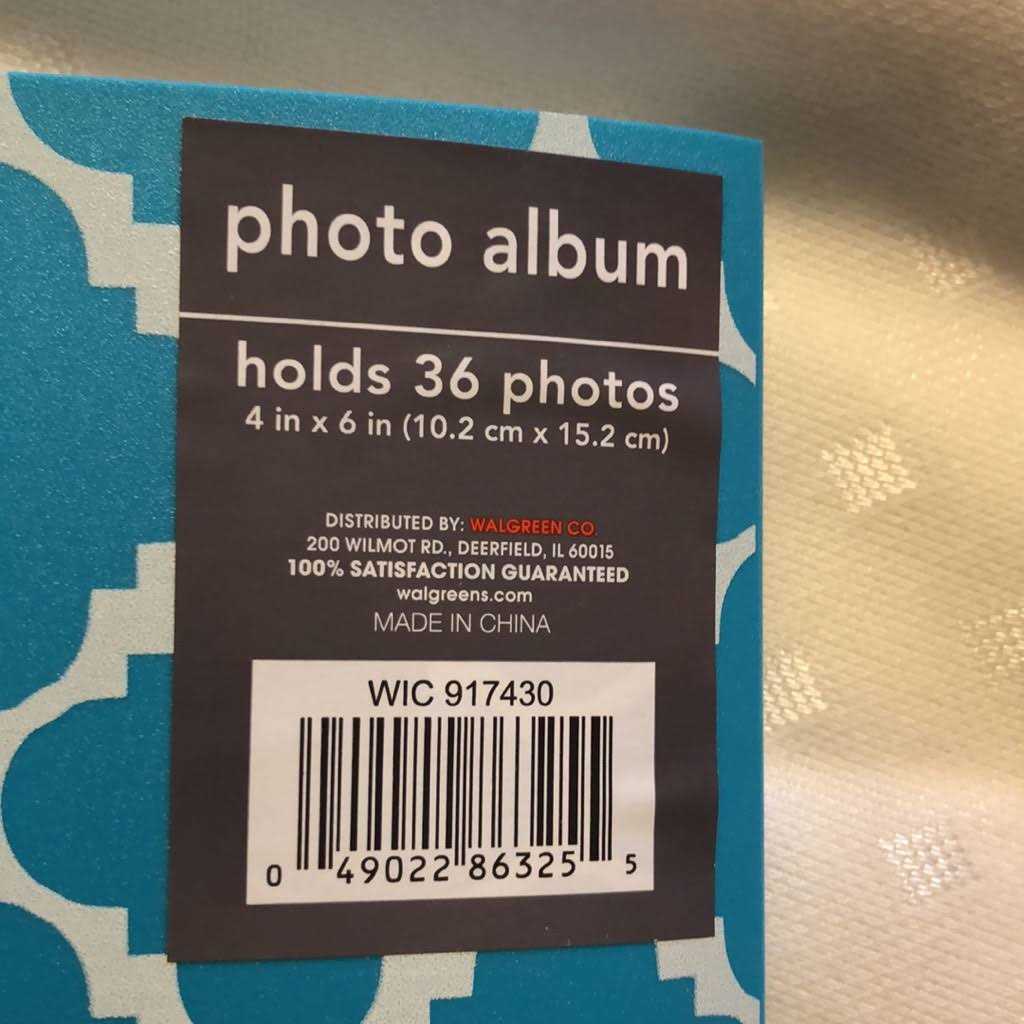 photo album
holds 36 photos
4 in x 6 in (10.2 cm x 15.2 cm)
DISTRIBUTED BY: WALGREEN CO.
200 WILMOT RD., DEERFIELD, IL 60015
100% SATISFACTION GUARANTEED
walgreens.com
MADE IN CHINA
WIC 917430
0 49022 86325 5